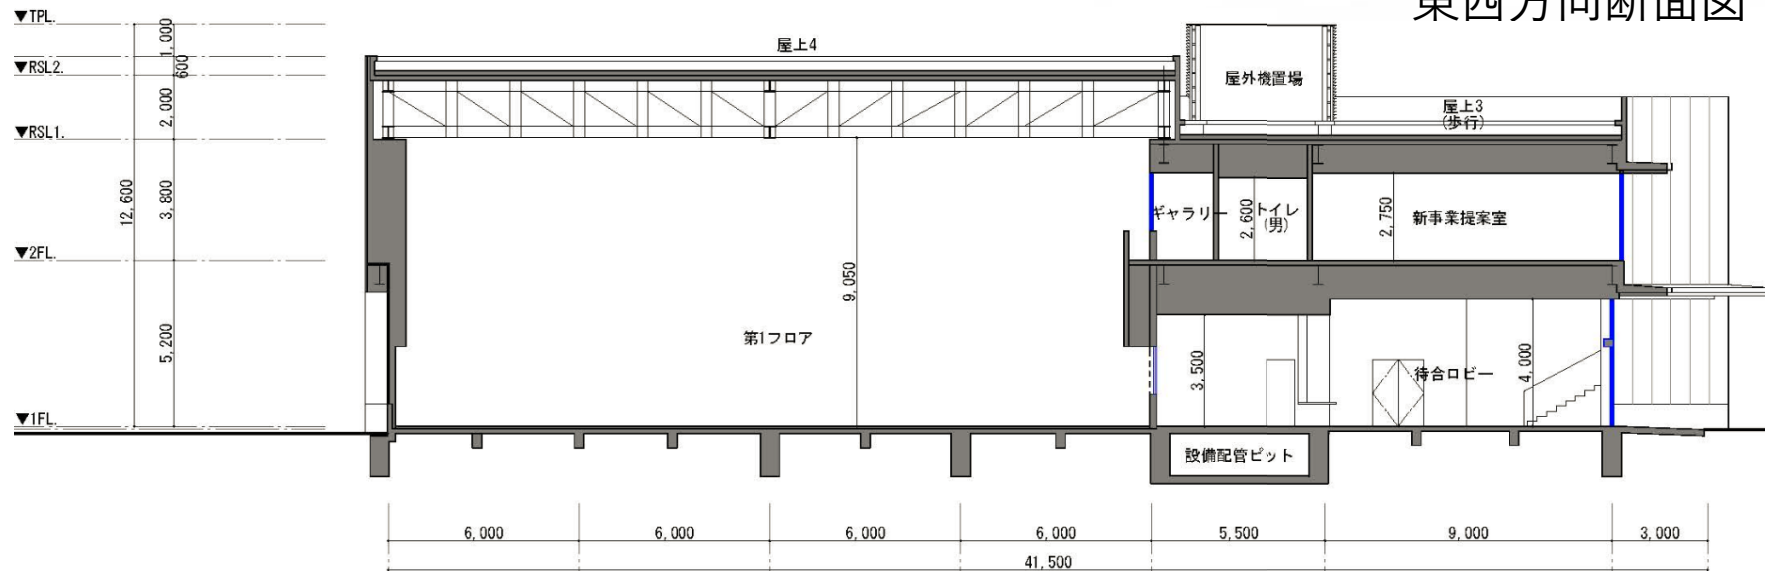 東西方向断面図
▼TPL.
1,000
▼RSL2.
600
2,000
▼RSL1.
12,600
3,800
▼2FL.
5,200
▼1FL.
屋上4
屋外機置場
屋上3
(歩行)
ギャラリー
2,600
トイレ
(男)
2,750
新事業提案室
9,050
第1フロア
3,500
待合ロビー
4,000
設備配管ピット
6,000
6,000
6,000
6,000
5,500
9,000
3,000
41,500